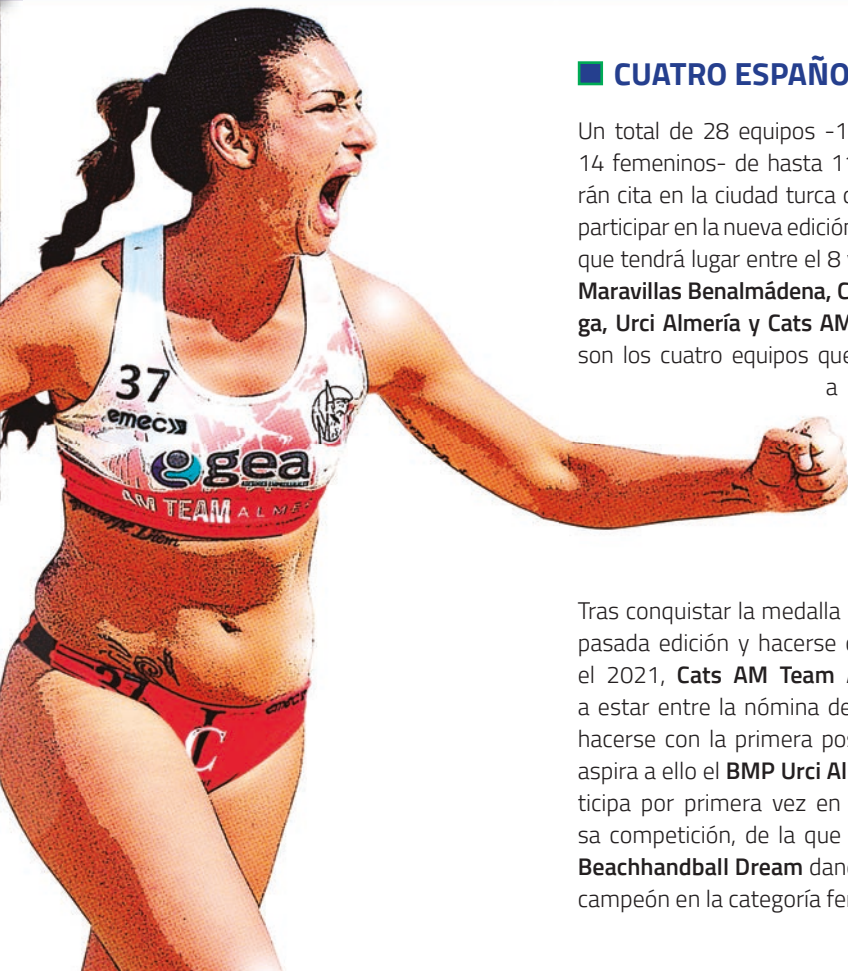 CUATRO ESPAÑO
Un total de 28 equipos -1
14 femeninos- de hasta 11
rán cita en la ciudad turca
participar en la nueva edición
que tendrá lugar entre el 8
Maravillas Benalmádena, C
ga, Urci Almería y Cats AM
son los cuatro equipos que
a
Tras conquistar la medalla
pasada edición y hacerse
el 2021, Cats AM Team
a estar entre la nómina de
hacerse con la primera pos
aspira a ello el BMP Urci Al
ticipa por primera vez en
sa competición, de la que
Beachhandball Dream dan
campeón en la categoría fe
37
emec
gea
AM TEAM ALME
37
emec